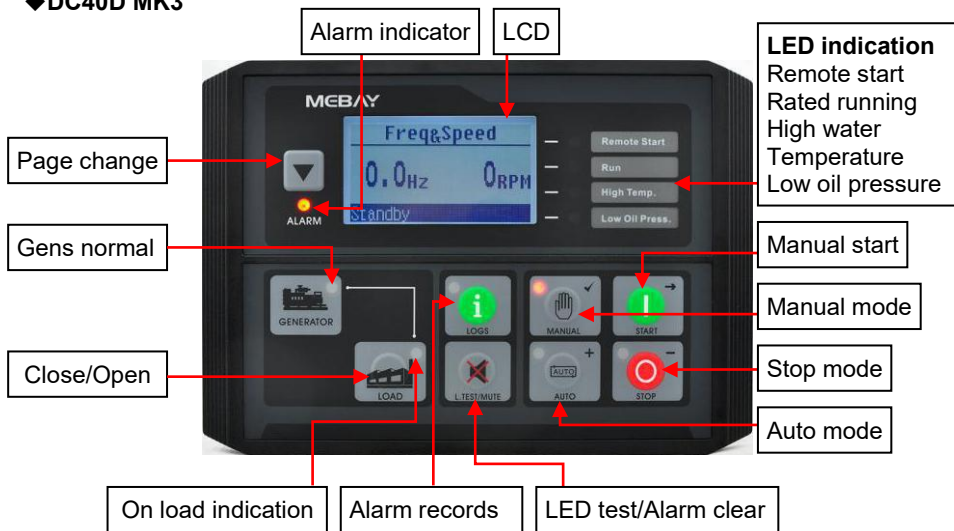 ◆DC40D MK3
Alarm indicator
LCD
LED indication
Remote start
Rated running
High water
Temperature
Low oil pressure
MEBAY
Freq&Speed
0.0Hz 0RPM
Standby
Remote Start
Run
High Temp.
Low Oil Press.
Page change
ALARM
Gens normal
Manual start
GENERATOR
LOGS
MANUAL
START
Manual mode
Close/Open
LOAD
L.TEST/MUTE
AUTO
AUTO
STOP
Stop mode
Auto mode
On load indication
Alarm records
LED test/Alarm clear